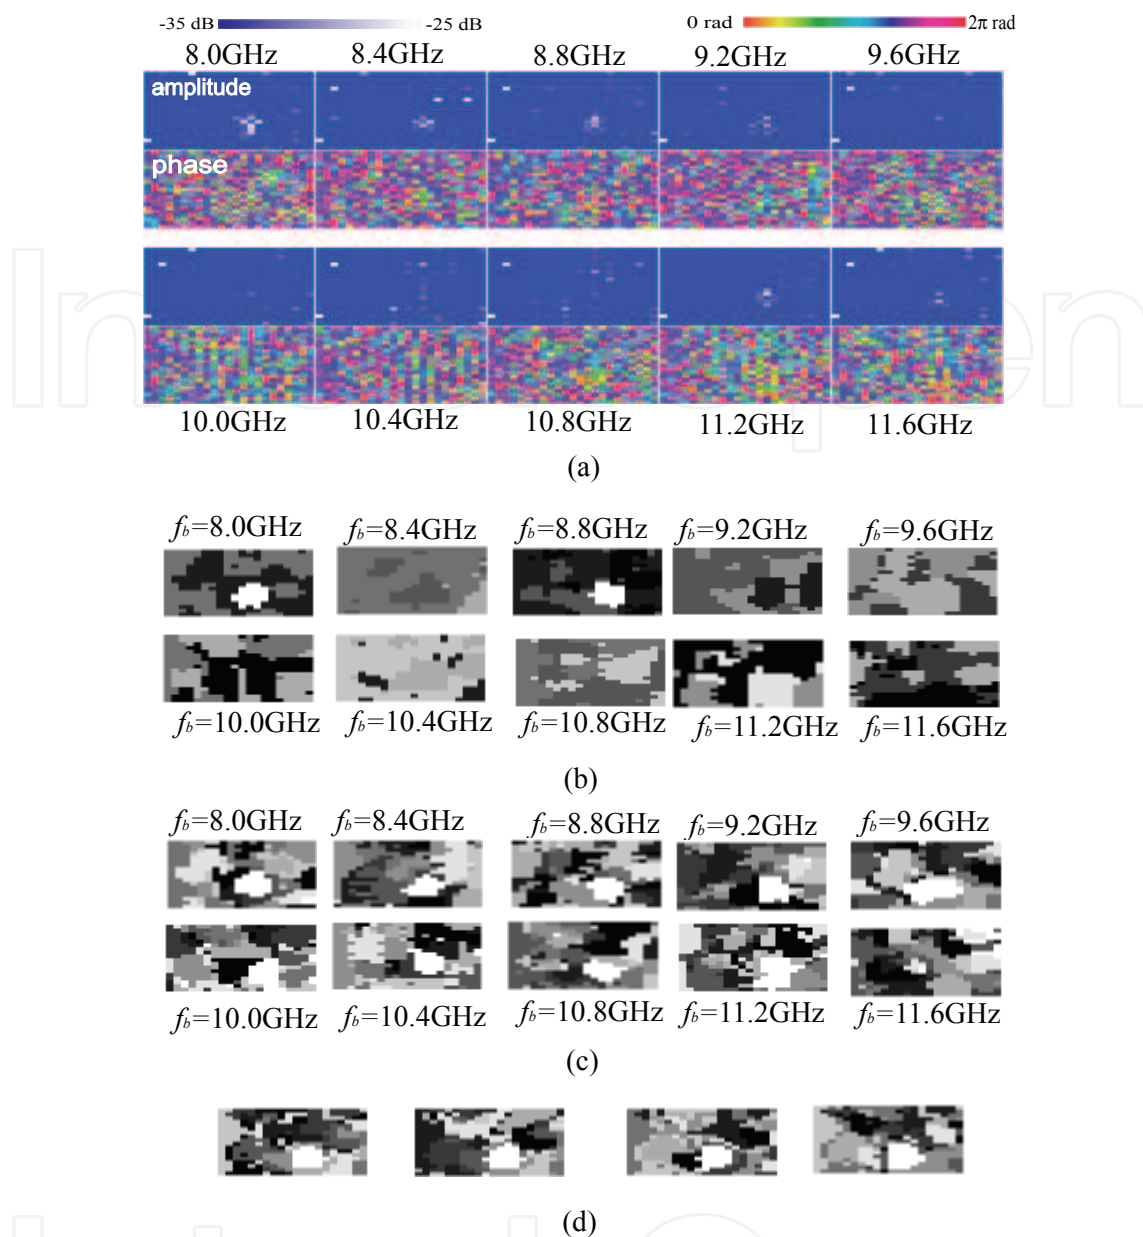 -35 dB -25 dB 0 rad 2π rad
8.0GHz 8.4GHz 8.8GHz 9.2GHz 9.6GHz
amplitude
phase
10.0GHz 10.4GHz 10.8GHz 11.2GHz 11.6GHz
(a)
fb=8.0GHz fb=8.4GHz fb=8.8GHz fb=9.2GHz fb=9.6GHz
fb=10.0GHz fb=10.4GHz fb=10.8GHz fb=11.2GHz fb=11.6GHz
(b)
fb=8.0GHz fb=8.4GHz fb=8.8GHz fb=9.2GHz fb=9.6GHz
fb=10.0GHz fb=10.4GHz fb=10.8GHz fb=11.2GHz fb=11.6GHz
(c)
(d)